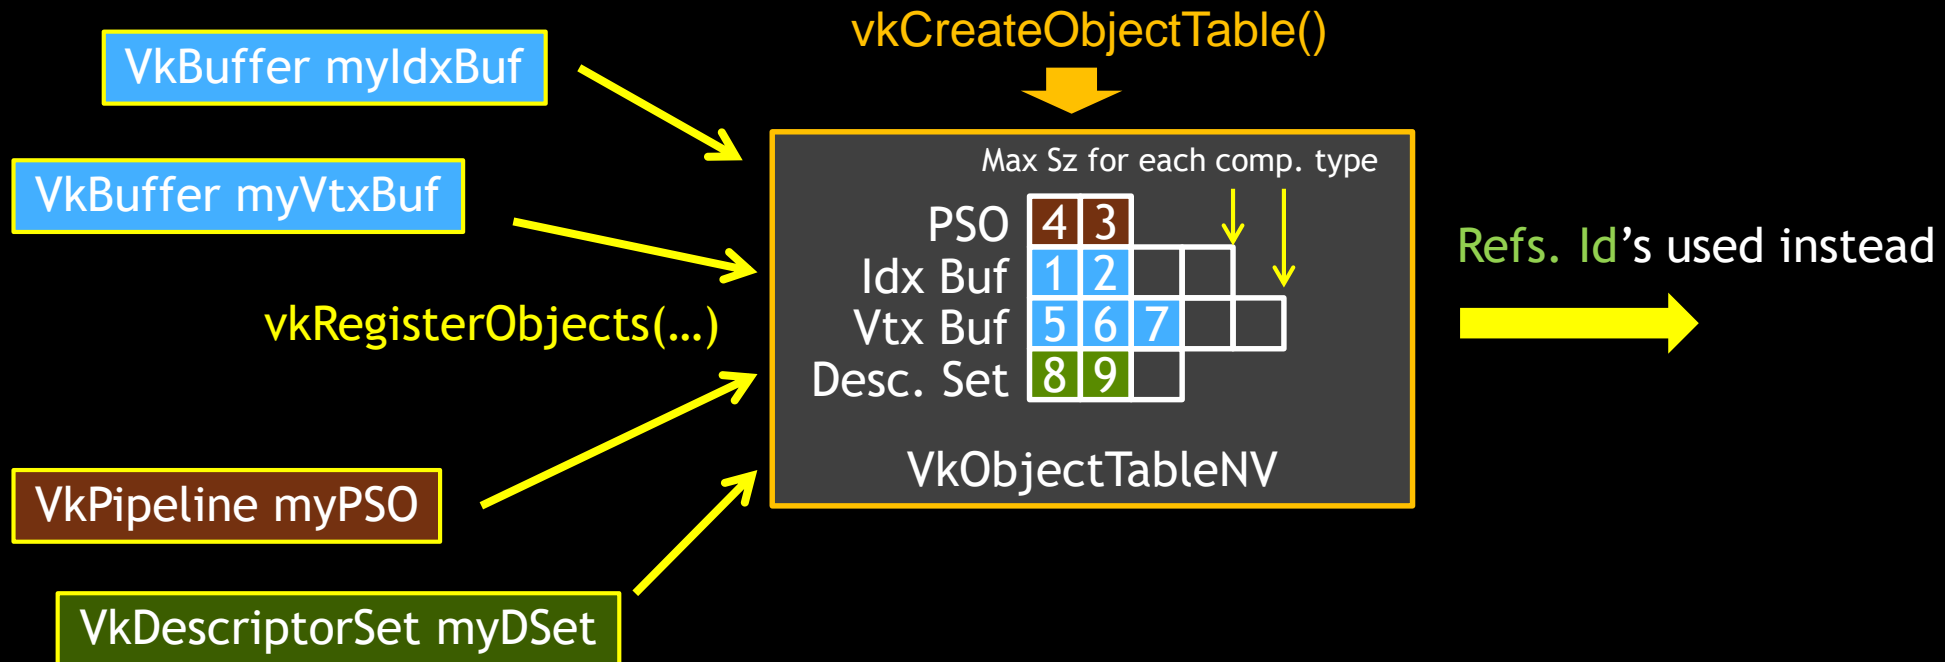 vkCreateObjectTable()
VkBuffer myIdxBuf
VkBuffer myVtxBuf
vkRegisterObjects(…)
VkPipeline myPSO
VkDescriptorSet myDSet
Max Sz for each comp. type
PSO 4 3
Idx Buf 1 2
Vtx Buf 5 6 7
Desc. Set 8 9
VkObjectTableNV
Refs. Id’s used instead